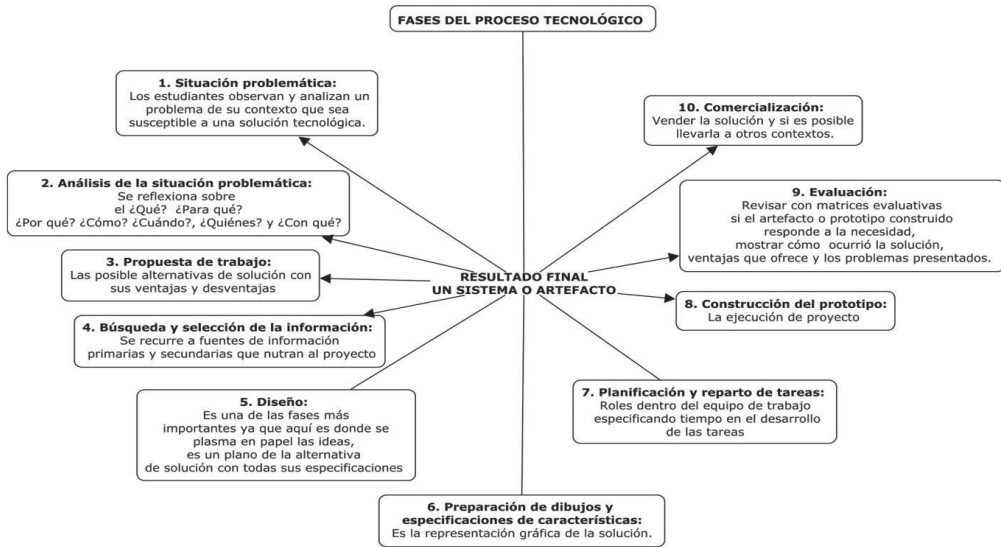 FASES DEL PROCESO TECNOLÓGICO
1. Situación problemática:
Los estudiantes observan y analizan un
problema de su contexto que sea
susceptible a una solución tecnológica.
2. Análisis de la situación problemática:
Se reflexiona sobre
el ¿Qué? ¿Para qué?
¿Por qué? ¿Cómo? ¿Cuándo?, ¿Quiénes? y ¿Con qué?
3. Propuesta de trabajo:
Las posible alternativas de solución con
sus ventajas y desventajas
4. Búsqueda y selección de la información:
Se recurre a fuentes de información
primarias y secundarias que nutran al proyecto
5. Diseño:
Es una de las fases más
importantes ya que aquí es donde se
plasma en papel las ideas,
es un plano de la alternativa
de solución con todas sus especificaciones
6. Preparación de dibujos y
especificaciones de características:
Es la representación gráfica de la solución.
7. Planificación y reparto de tareas:
Roles dentro del equipo de trabajo
especificando tiempo en el desarrollo
de las tareas
8. Construcción del prototipo:
La ejecución de proyecto
9. Evaluación:
Revisar con matrices evaluativas
si el artefacto o prototipo construido
responde a la necesidad,
mostrar cómo ocurrió la solución,
ventajas que ofrece y los problemas presentados.
10. Comercialización:
Vender la solución y si es posible
llevarla a otros contextos.
RESULTADO FINAL
UN SISTEMA O ARTEFACTO